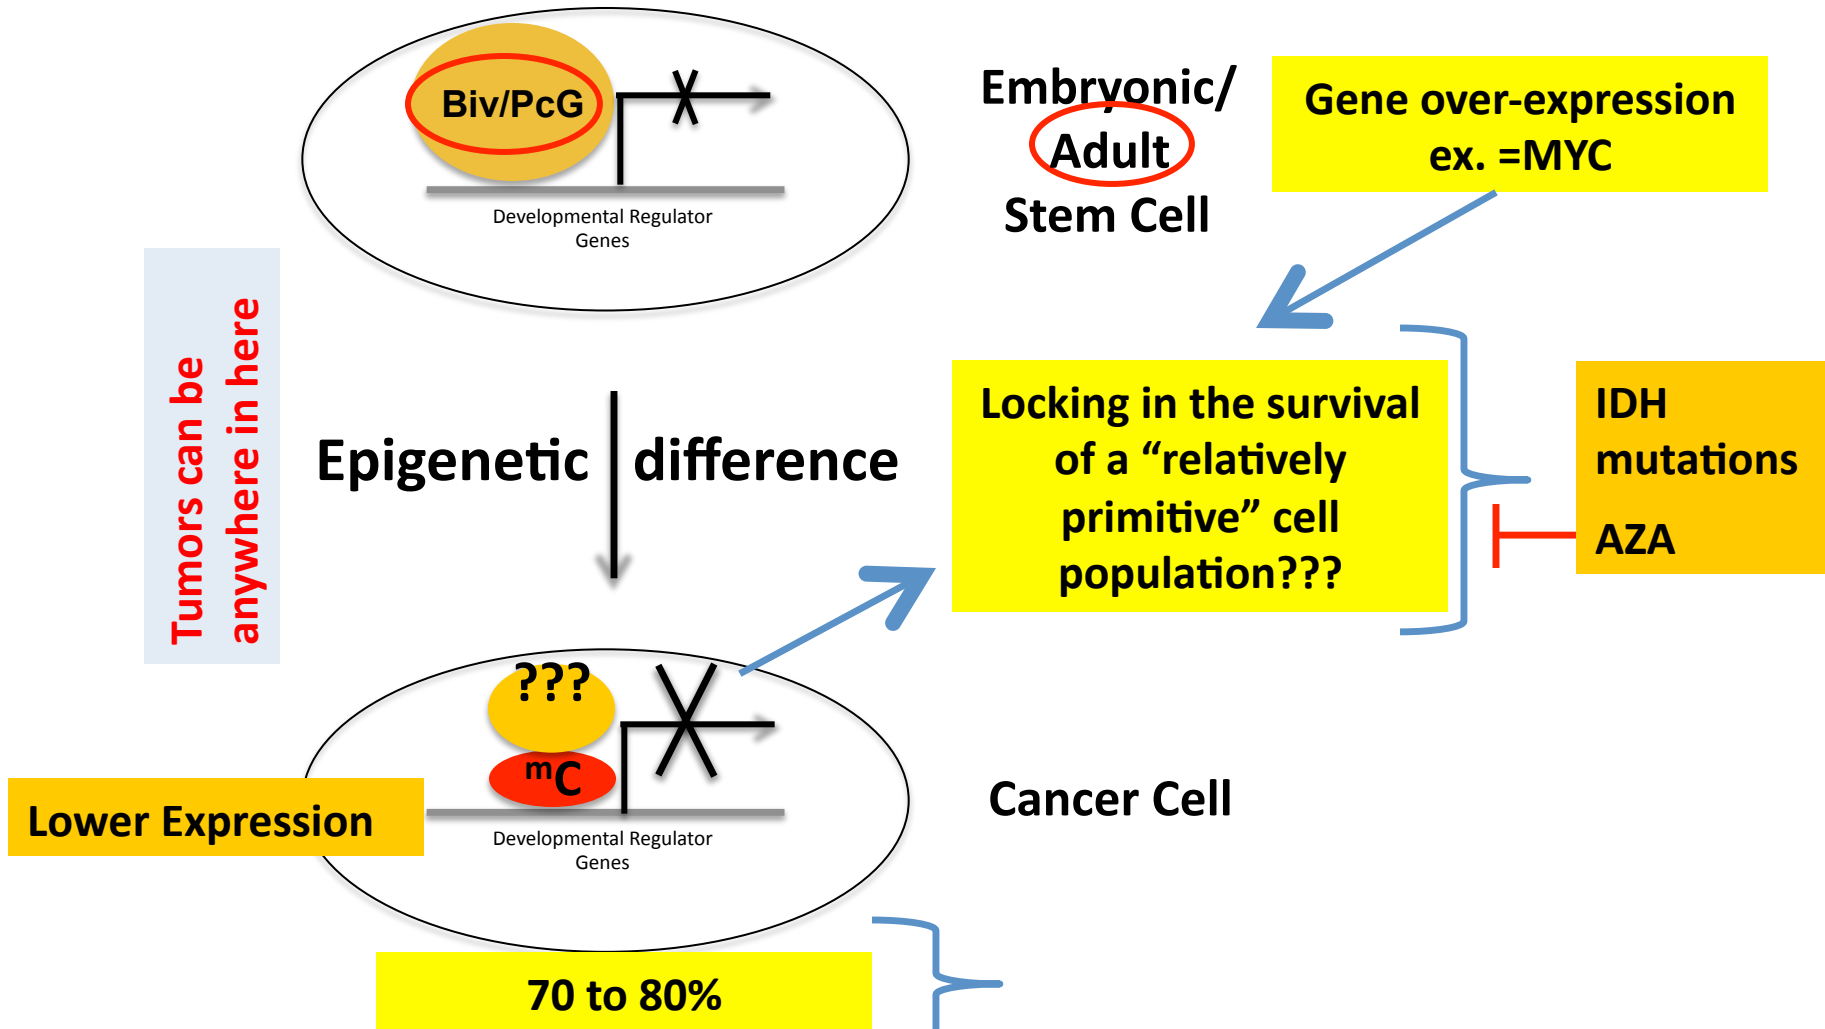 Biv/PcG
Developmental Regulator
Genes
Embryonic/
Adult
Stem Cell
Gene over-expression
ex. =MYC
Tumors can be
anywhere in here
Epigenetic difference
Locking in the survival
of a “relatively
primitive” cell
population???
IDH
mutations
AZA
???
mC
Developmental Regulator
Genes
Lower Expression
Cancer Cell
70 to 80%